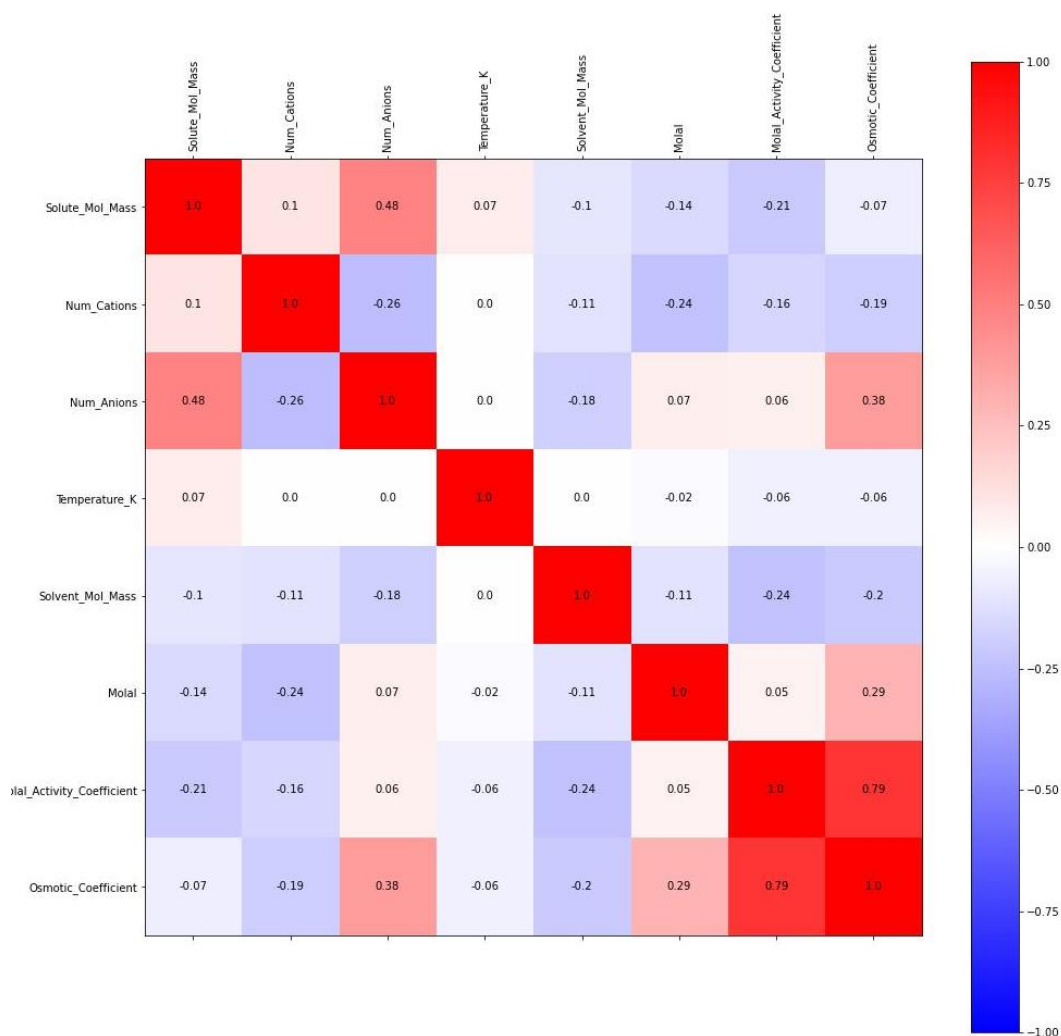 Solute_Mol_Mass Num_Cations Num_Anions Temperature_K Solvent_Mol_Mass Molal Molal_Activity_Coefficient Osmotic_Coefficient
Solute_Mol_Mass 1.0 0.1 0.48 0.07 -0.1 -0.14 -0.21 -0.07
Num_Cations 0.1 1.0 -0.26 0.0 -0.11 -0.24 -0.16 -0.19
Num_Anions 0.48 -0.26 1.0 0.0 -0.18 0.07 0.06 0.38
Temperature_K 0.07 0.0 0.0 1.0 0.0 -0.02 -0.06 -0.06
Solvent_Mol_Mass -0.1 -0.11 -0.18 0.0 1.0 -0.11 -0.24 -0.2
Molal -0.14 -0.24 0.07 -0.02 -0.11 1.0 0.05 0.29
olal_Activity_Coefficient -0.21 -0.16 0.06 -0.06 -0.24 0.05 1.0 0.79
Osmotic_Coefficient -0.07 -0.19 0.38 -0.06 -0.2 0.29 0.79 1.0
1.00
0.75
0.50
0.25
0.00
−0.25
−0.50
−0.75
−1.00